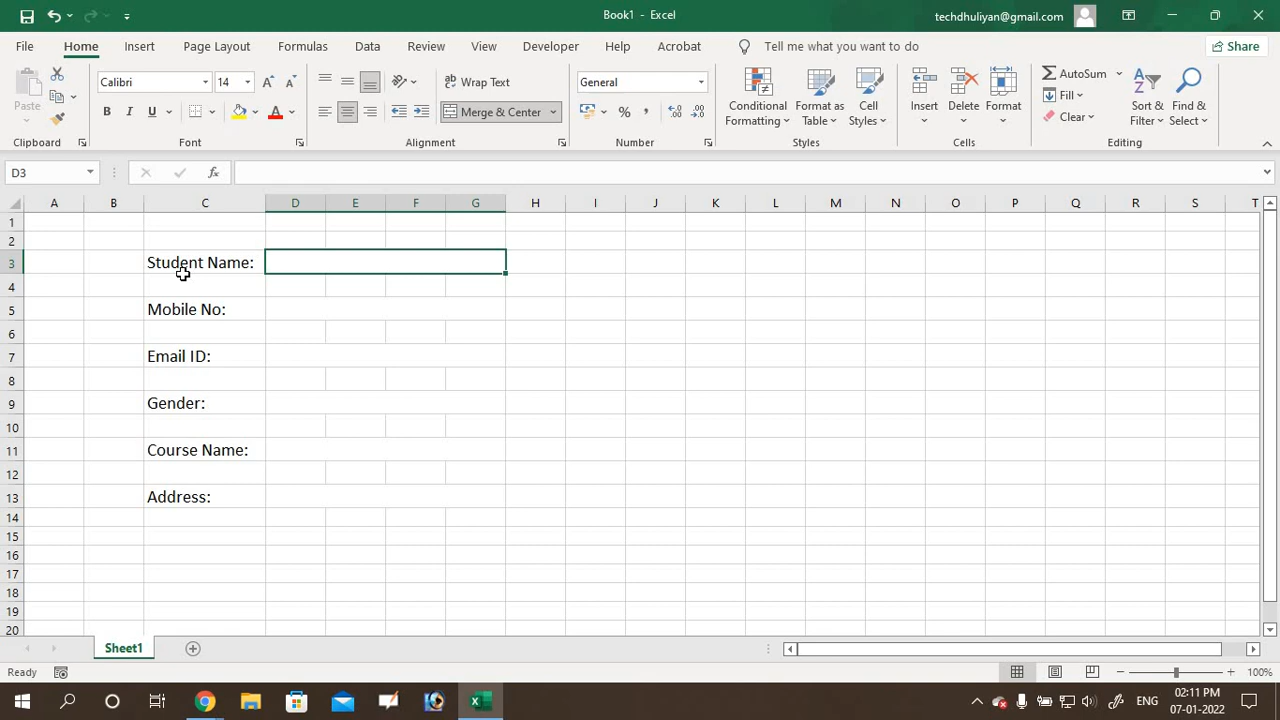 Book1 - Excel
techdhuliyan@gmail.com
File Home Insert Page Layout Formulas Data Review View Developer Help Acrobat Tell me what you want to do Share
Paste
Calibri 14
B I U
Wrap Text
Merge & Center
General
Conditional Formatting
Format as Table
Cell Styles
Insert
Delete
Format
AutoSum
Fill
Clear
Sort & Filter
Find & Select
Clipboard Font Alignment Number Styles Cells Editing
D3
fx
A B C D E F G H I J K L M N O P Q R S T
1
2
3 Student Name:
4
5 Mobile No:
6
7 Email ID:
8
9 Gender:
10
11 Course Name:
12
13 Address:
14
15
16
17
18
19
20
Sheet1
Ready
100%
ENG
02:11 PM
07-01-2022